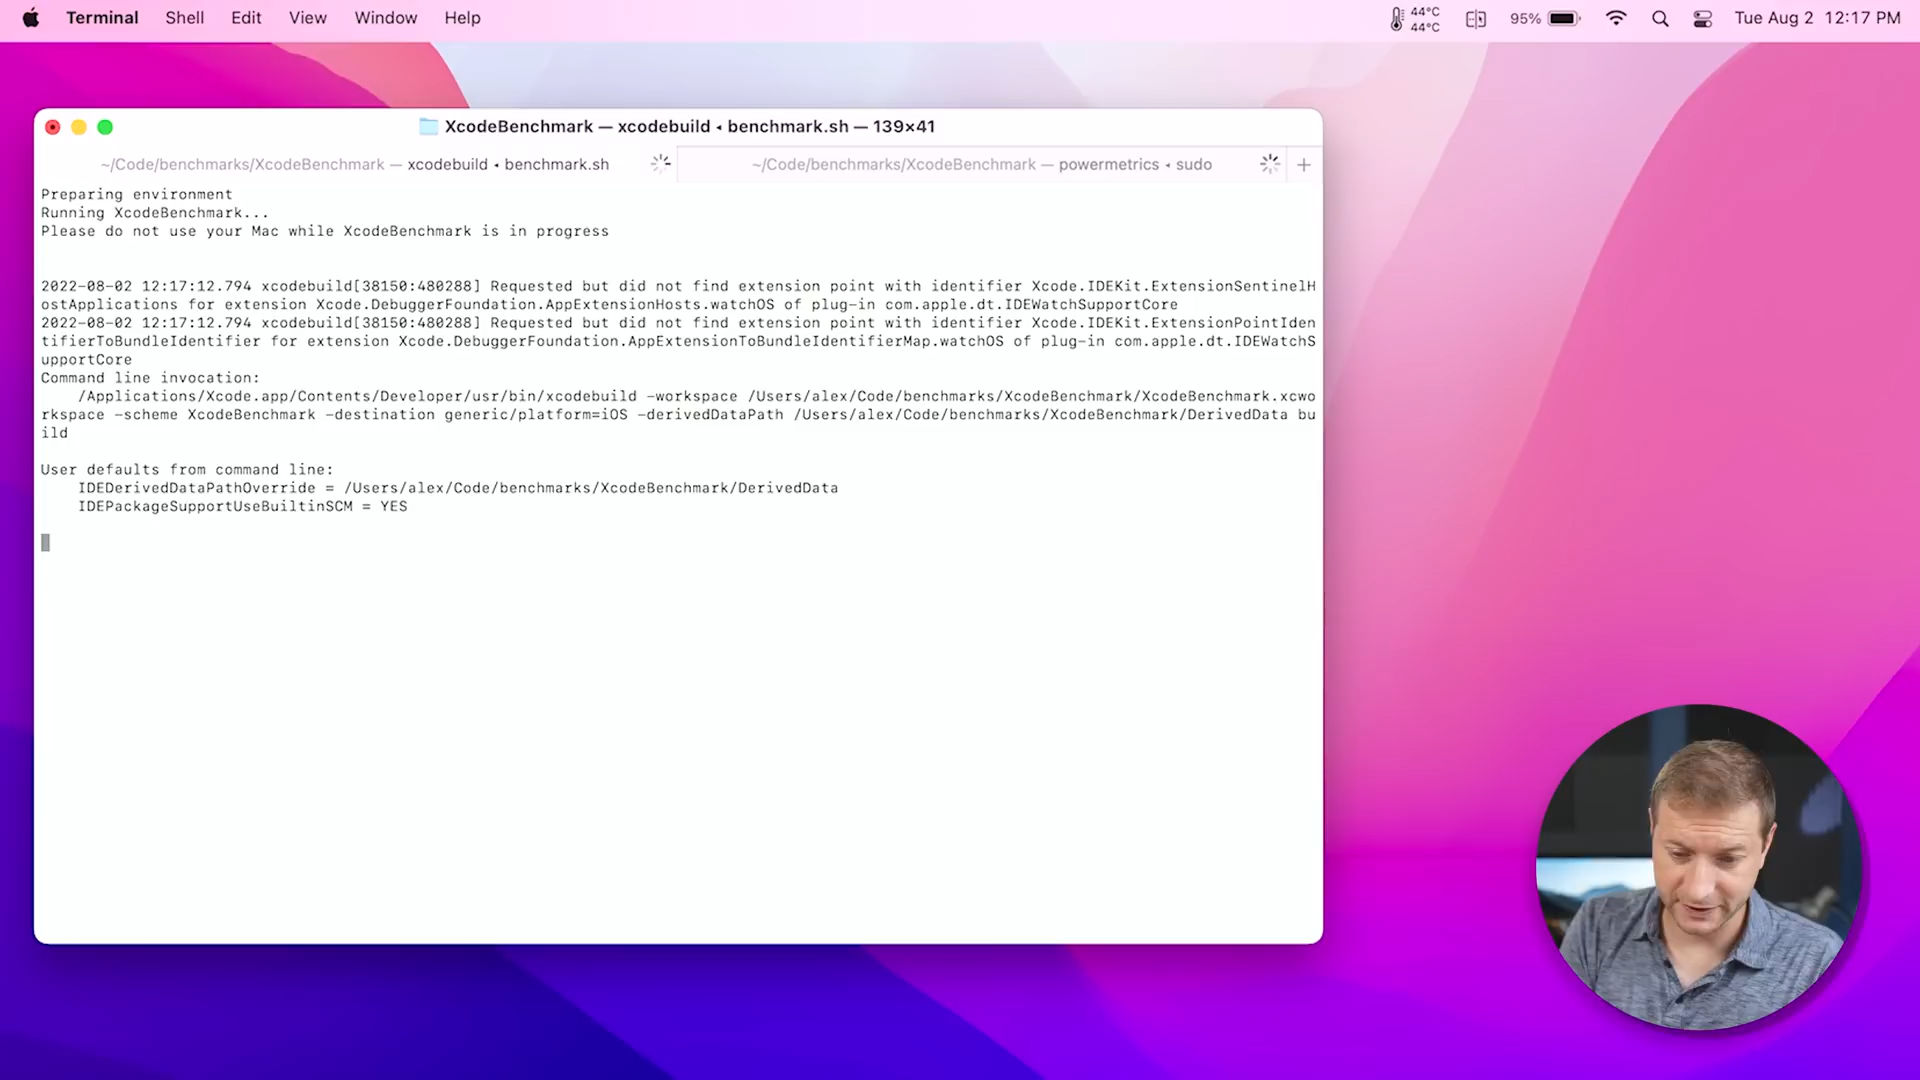 Terminal Shell Edit View Window Help 44°C 44°C 95% Tue Aug 2 12:17 PM
XcodeBenchmark — xcodebuild ◂ benchmark.sh — 139×41
~/Code/benchmarks/XcodeBenchmark — xcodebuild ◂ benchmark.sh ~/Code/benchmarks/XcodeBenchmark — powermetrics ◂ sudo +
Preparing environment
Running XcodeBenchmark...
Please do not use your Mac while XcodeBenchmark is in progress
2022-08-02 12:17:12.794 xcodebuild[38150:480288] Requested but did not find extension point with identifier Xcode.IDEKit.ExtensionSentinelH
ostApplications for extension Xcode.DebuggerFoundation.AppExtensionHosts.watchOS of plug-in com.apple.dt.IDEWatchSupportCore
2022-08-02 12:17:12.794 xcodebuild[38150:480288] Requested but did not find extension point with identifier Xcode.IDEKit.ExtensionPointIden
tifierToBundleIdentifier for extension Xcode.DebuggerFoundation.AppExtensionToBundleIdentifierMap.watchOS of plug-in com.apple.dt.IDEWatchS
upportCore
Command line invocation:
/Applications/Xcode.app/Contents/Developer/usr/bin/xcodebuild -workspace /Users/alex/Code/benchmarks/XcodeBenchmark/XcodeBenchmark.xcwo
rkspace -scheme XcodeBenchmark -destination generic/platform=iOS -derivedDataPath /Users/alex/Code/benchmarks/XcodeBenchmark/DerivedData bu
ild
User defaults from command line:
IDEDerivedDataPathOverride = /Users/alex/Code/benchmarks/XcodeBenchmark/DerivedData
IDEPackageSupportUseBuiltinSCM = YES